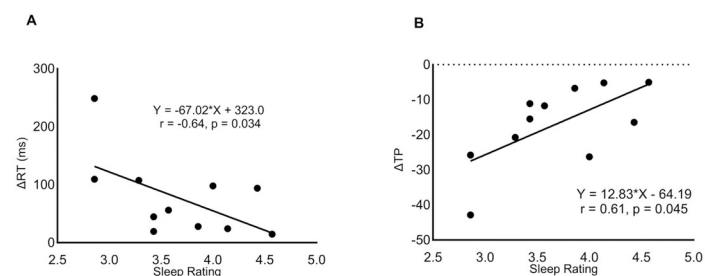 A
B
300
200
100
0
ΔRT (ms)
Y = -67.02*X + 323.0
r = -0.64, p = 0.034
2.5 3.0 3.5 4.0 4.5 5.0
Sleep Rating
0
-10
-20
-30
-40
-50
ΔTP
Y = 12.83*X - 64.19
r = 0.61, p = 0.045
2.5 3.0 3.5 4.0 4.5 5.0
Sleep Rating